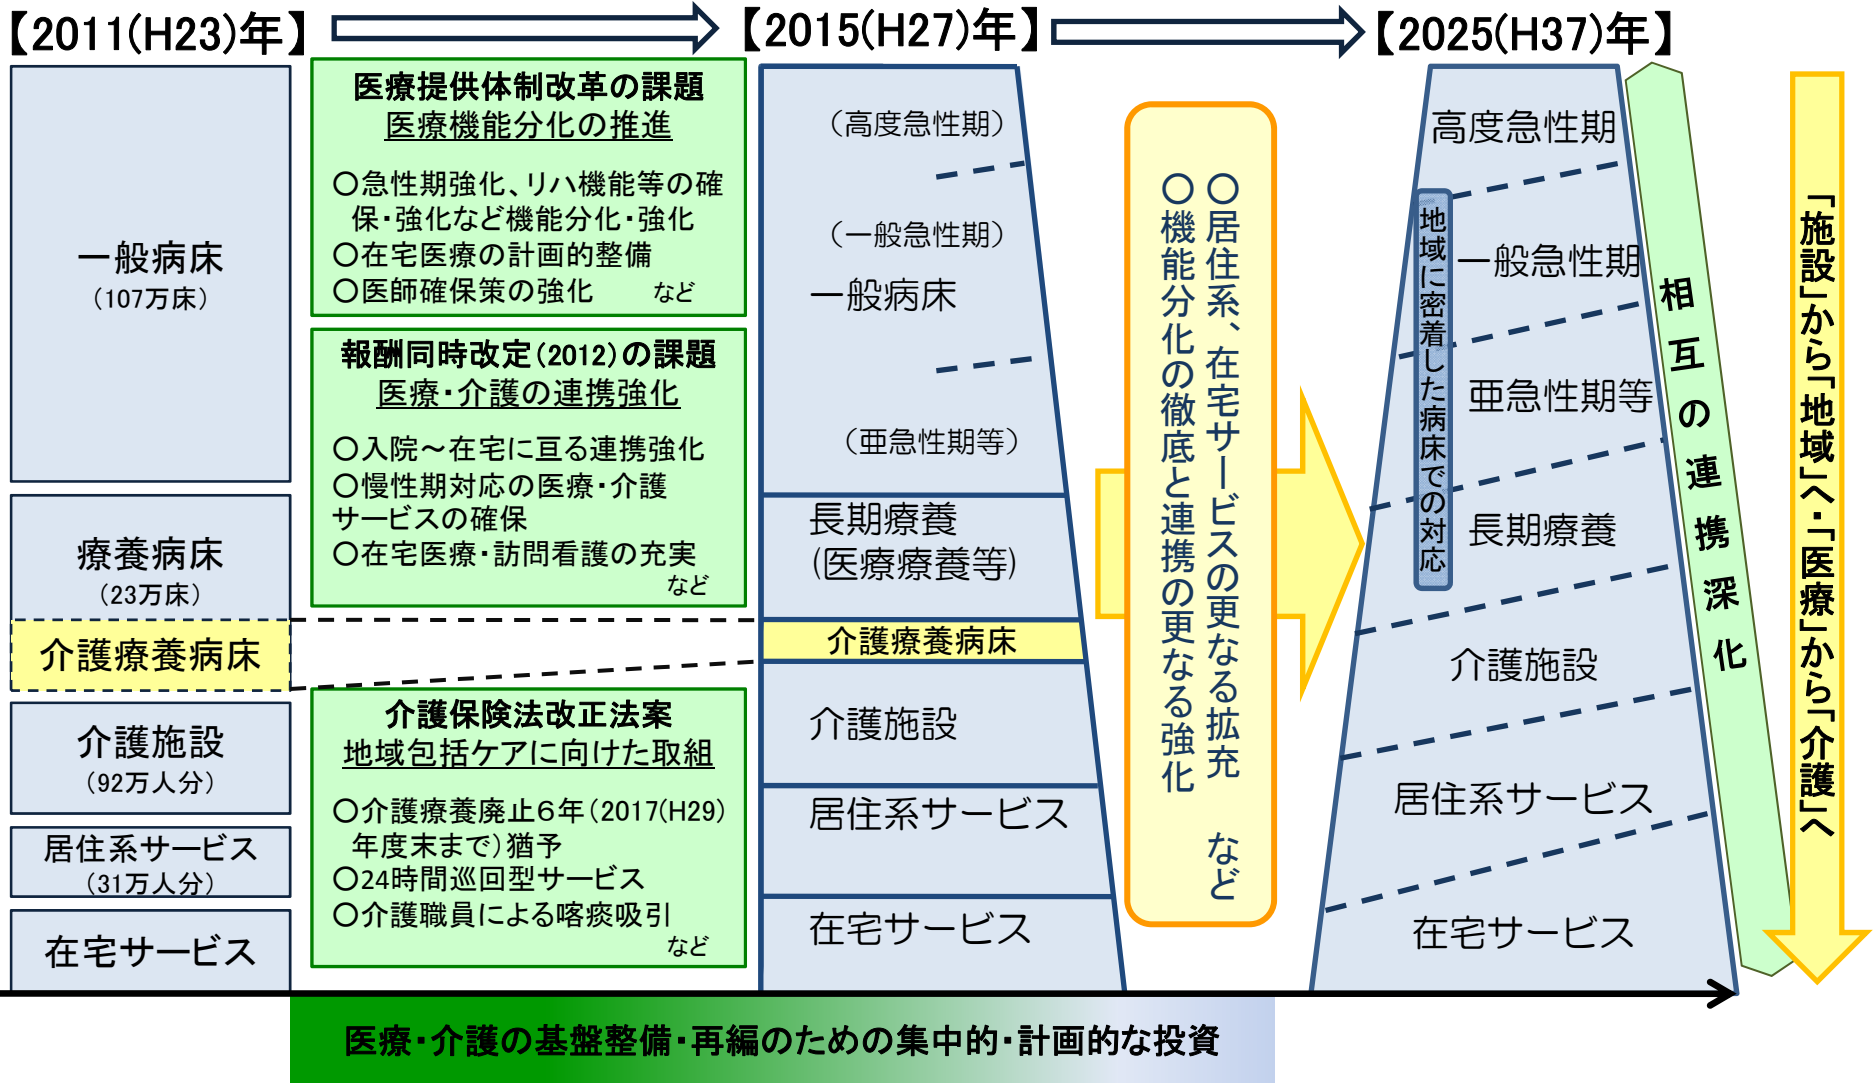 【2011(H23)年】
【2015(H27)年】
【2025(H37)年】
一般病床
（107万床）
療養病床
（23万床）
介護療養病床
介護施設
（92万人分）
居住系サービス
（31万人分）
在宅サービス
医療提供体制改革の課題
医療機能分化の推進
○急性期強化、リハ機能等の確
保・強化など機能分化・強化
○在宅医療の計画的整備
○医師確保策の強化　など
報酬同時改定（2012）の課題
医療・介護の連携強化
○入院～在宅に亘る連携強化
○慢性期対応の医療・介護
サービスの確保
○在宅医療・訪問看護の充実
など
介護保険法改正法案
地域包括ケアに向けた取組
○介護療養廃止６年（2017(H29)
年度末まで）猶予
○24時間巡回型サービス
○介護職員による喀痰吸引
など
（高度急性期）
（一般急性期）
一般病床
（亜急性期等）
長期療養
(医療療養等)
介護療養病床
介護施設
居住系サービス
在宅サービス
○居住系、在宅サービスの更なる拡充
○機能分化の徹底と連携の更なる強化
など
高度急性期
一般急性期
亜急性期等
長期療養
介護施設
居住系サービス
在宅サービス
地域に密着した病床での対応
相互の連携深化
「施設」から「地域」へ・「医療」から「介護」へ
医療・介護の基盤整備・再編のための集中的・計画的な投資